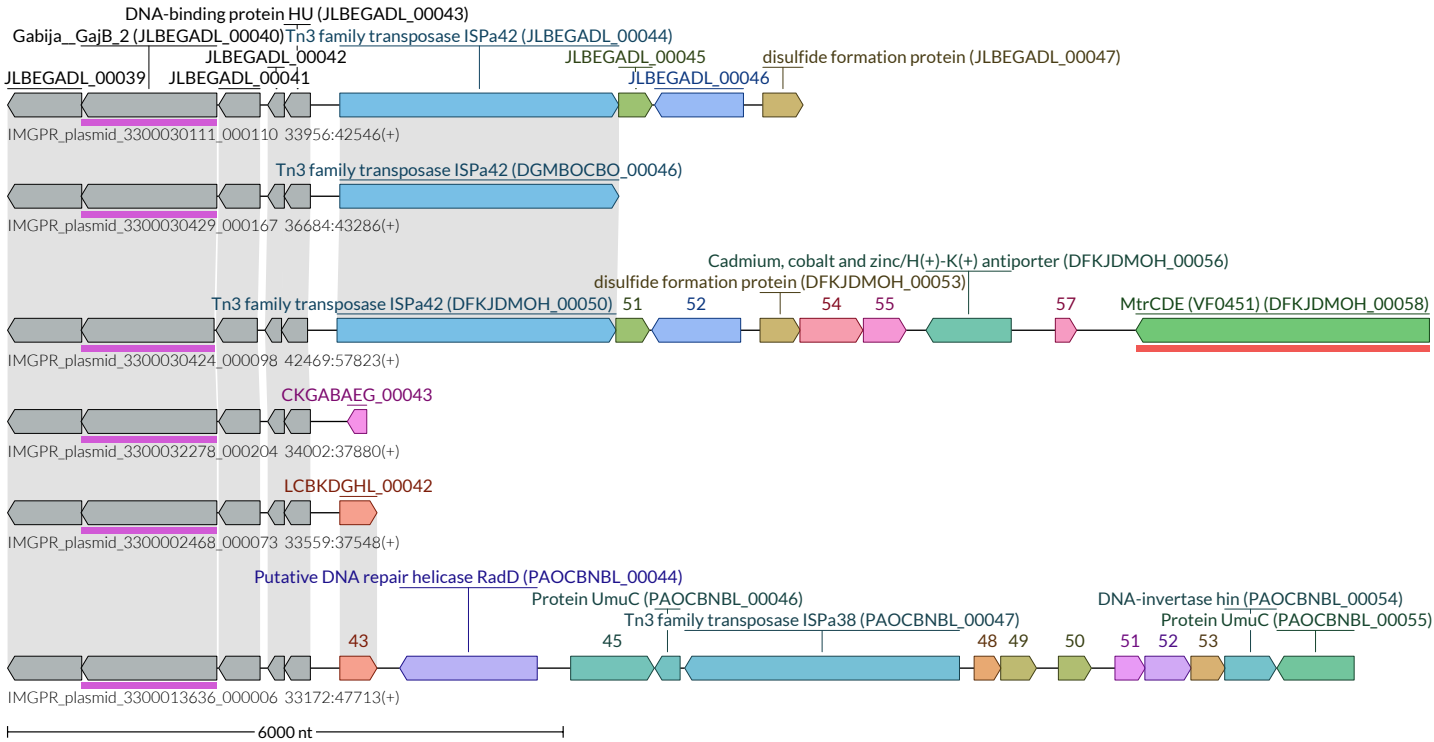 DNA-binding protein HU (JLBEGADL_00043)
Gabija__GajB_2 (JLBEGADL_00040) Tn3 family transposase ISPa42 (JLBEGADL_00044)
JLBEGADL_00042 JLBEGADL_00045 disulfide formation protein (JLBEGADL_00047)
JLBEGADL_00039 JLBEGADL_00041 JLBEGADL_00046
IMGPR_plasmid_3300030111_000110 33956:42546(+)
Tn3 family transposase ISPa42 (DGMBOCBO_00046)
IMGPR_plasmid_3300030429_000167 36684:43286(+)
Cadmium, cobalt and zinc/H(+)-K(+) antiporter (DFKJDMOH_00056)
disulfide formation protein (DFKJDMOH_00053)
Tn3 family transposase ISPa42 (DFKJDMOH_00050) 51 52 54 55 57 MtrCDE (VF0451) (DFKJDMOH_00058)
IMGPR_plasmid_3300030424_000098 42469:57823(+)
CKGABAEG_00043
IMGPR_plasmid_3300032278_000204 34002:37880(+)
LCBKDGHL_00042
IMGPR_plasmid_3300002468_000073 33559:37548(+)
Putative DNA repair helicase RadD (PAOCBNBL_00044)
Protein UmuC (PAOCBNBL_00046) DNA-invertase hin (PAOCBNBL_00054)
Tn3 family transposase ISPa38 (PAOCBNBL_00047) Protein UmuC (PAOCBNBL_00055)
43 45 48 49 50 51 52 53
IMGPR_plasmid_3300013636_000006 33172:47713(+)
6000 nt